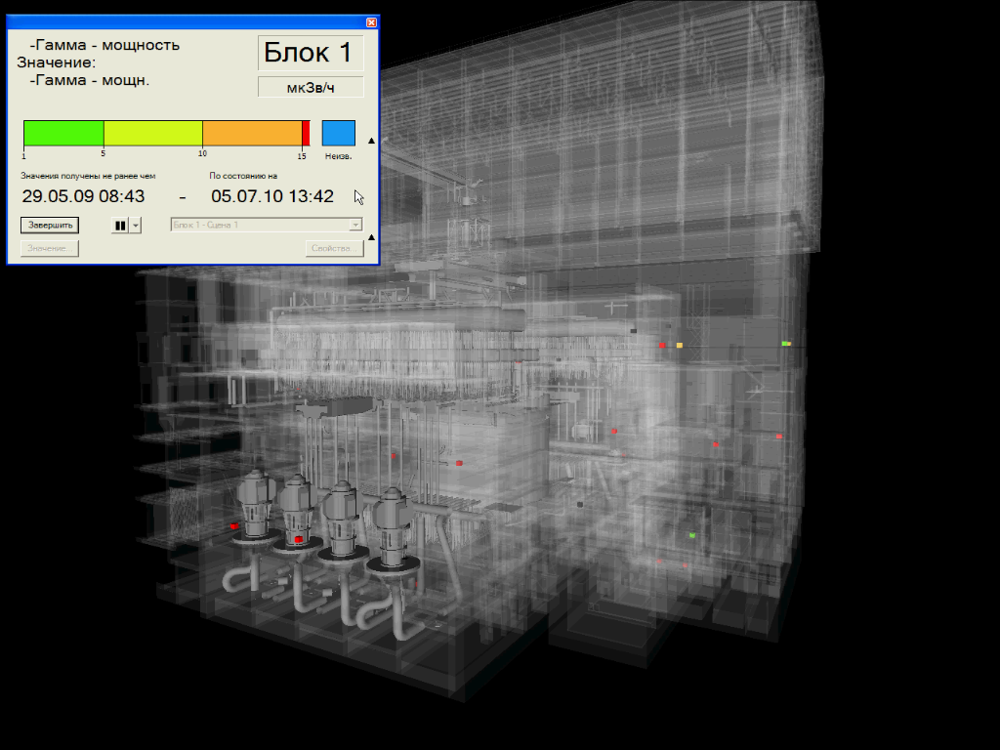 -Гамма - мощность
Значение:
-Гамма - мощн.
Блок 1
мкЗв/ч
1 5 10 15 Неизв.
Значения получены не ранее чем По состоянию на
29.05.09 08:43 - 05.07.10 13:42
Завершить Блок 1 - Сцена 1
Значение... Свойства...